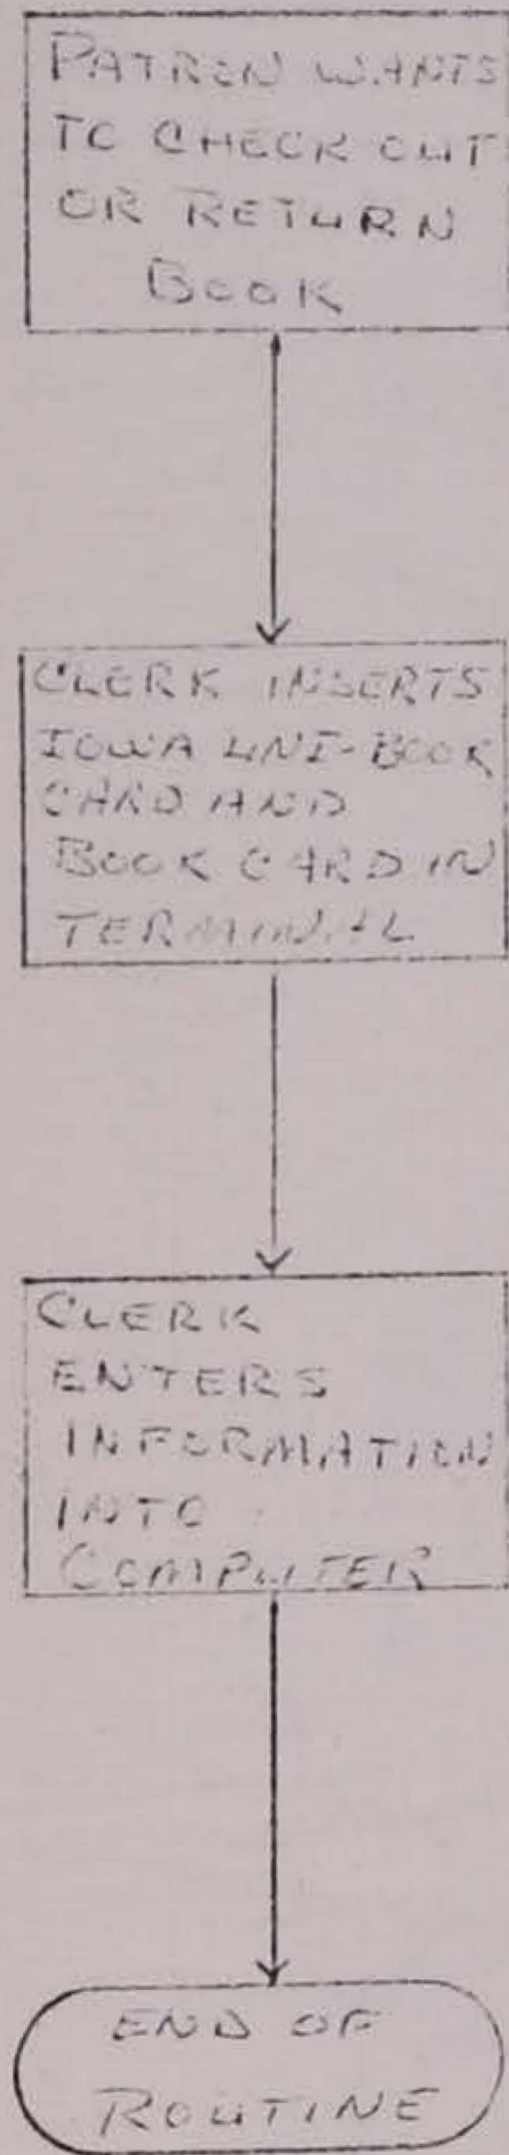 PATRON WANTS
TO CHECK OUT
OR RETURN
BOOK
CLERK INSERTS
IOWA UNI-BOOK
CARD AND
BOOK CARD IN
TERMINAL
CLERK
ENTERS
INFORMATION
INTO
COMPUTER
END OF
ROUTINE